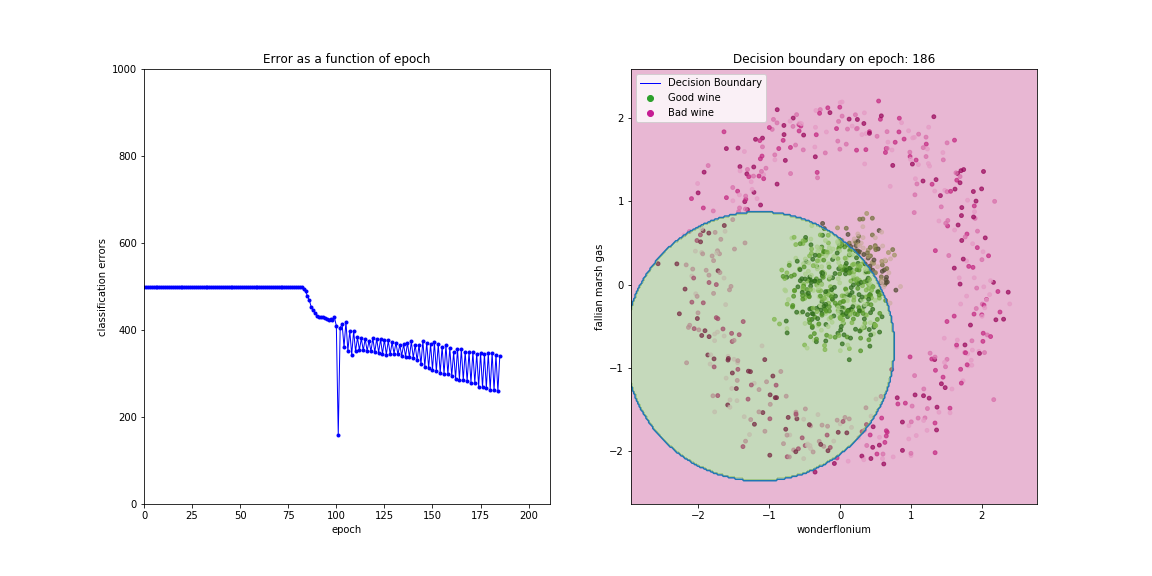 Error as a function of epoch
1000
800
600
400
200
0
classification errors
0 25 50 75 100 125 150 175 200
epoch
Decision boundary on epoch: 186
Decision Boundary
Good wine
Bad wine
2
1
0
−1
−2
fallian marsh gas
−2 −1 0 1 2
wonderflonium